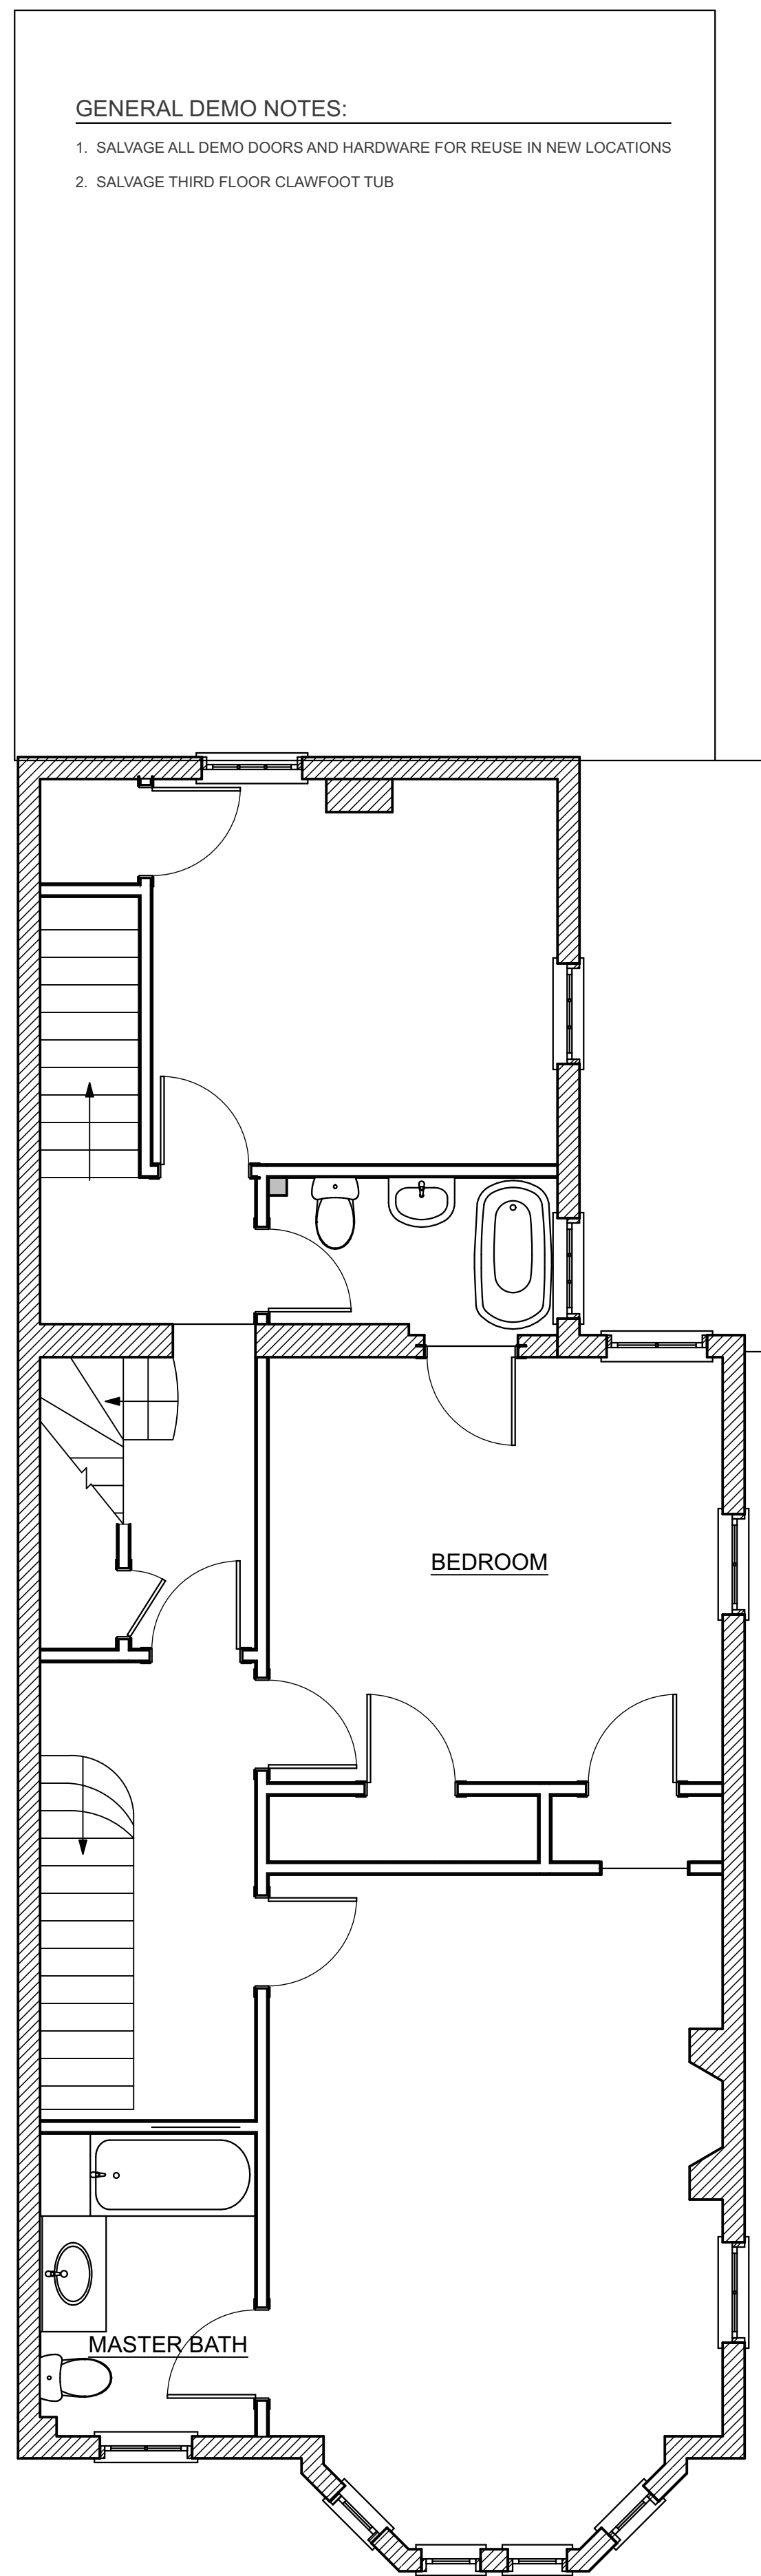 GENERAL DEMO NOTES:
1. SALVAGE ALL DEMO DOORS AND HARDWARE FOR REUSE IN NEW LOCATIONS
2. SALVAGE THIRD FLOOR CLAWFOOT TUB
BEDROOM
MASTER BATH